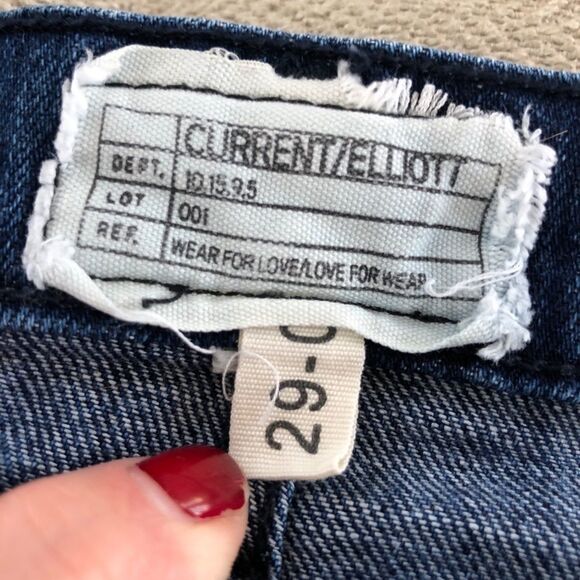 CURRENT/ELLIOTT
DEPT. 10.15.9.5
LOT 001
REF. WEAR FOR LOVE/LOVE FOR WEAR
29-